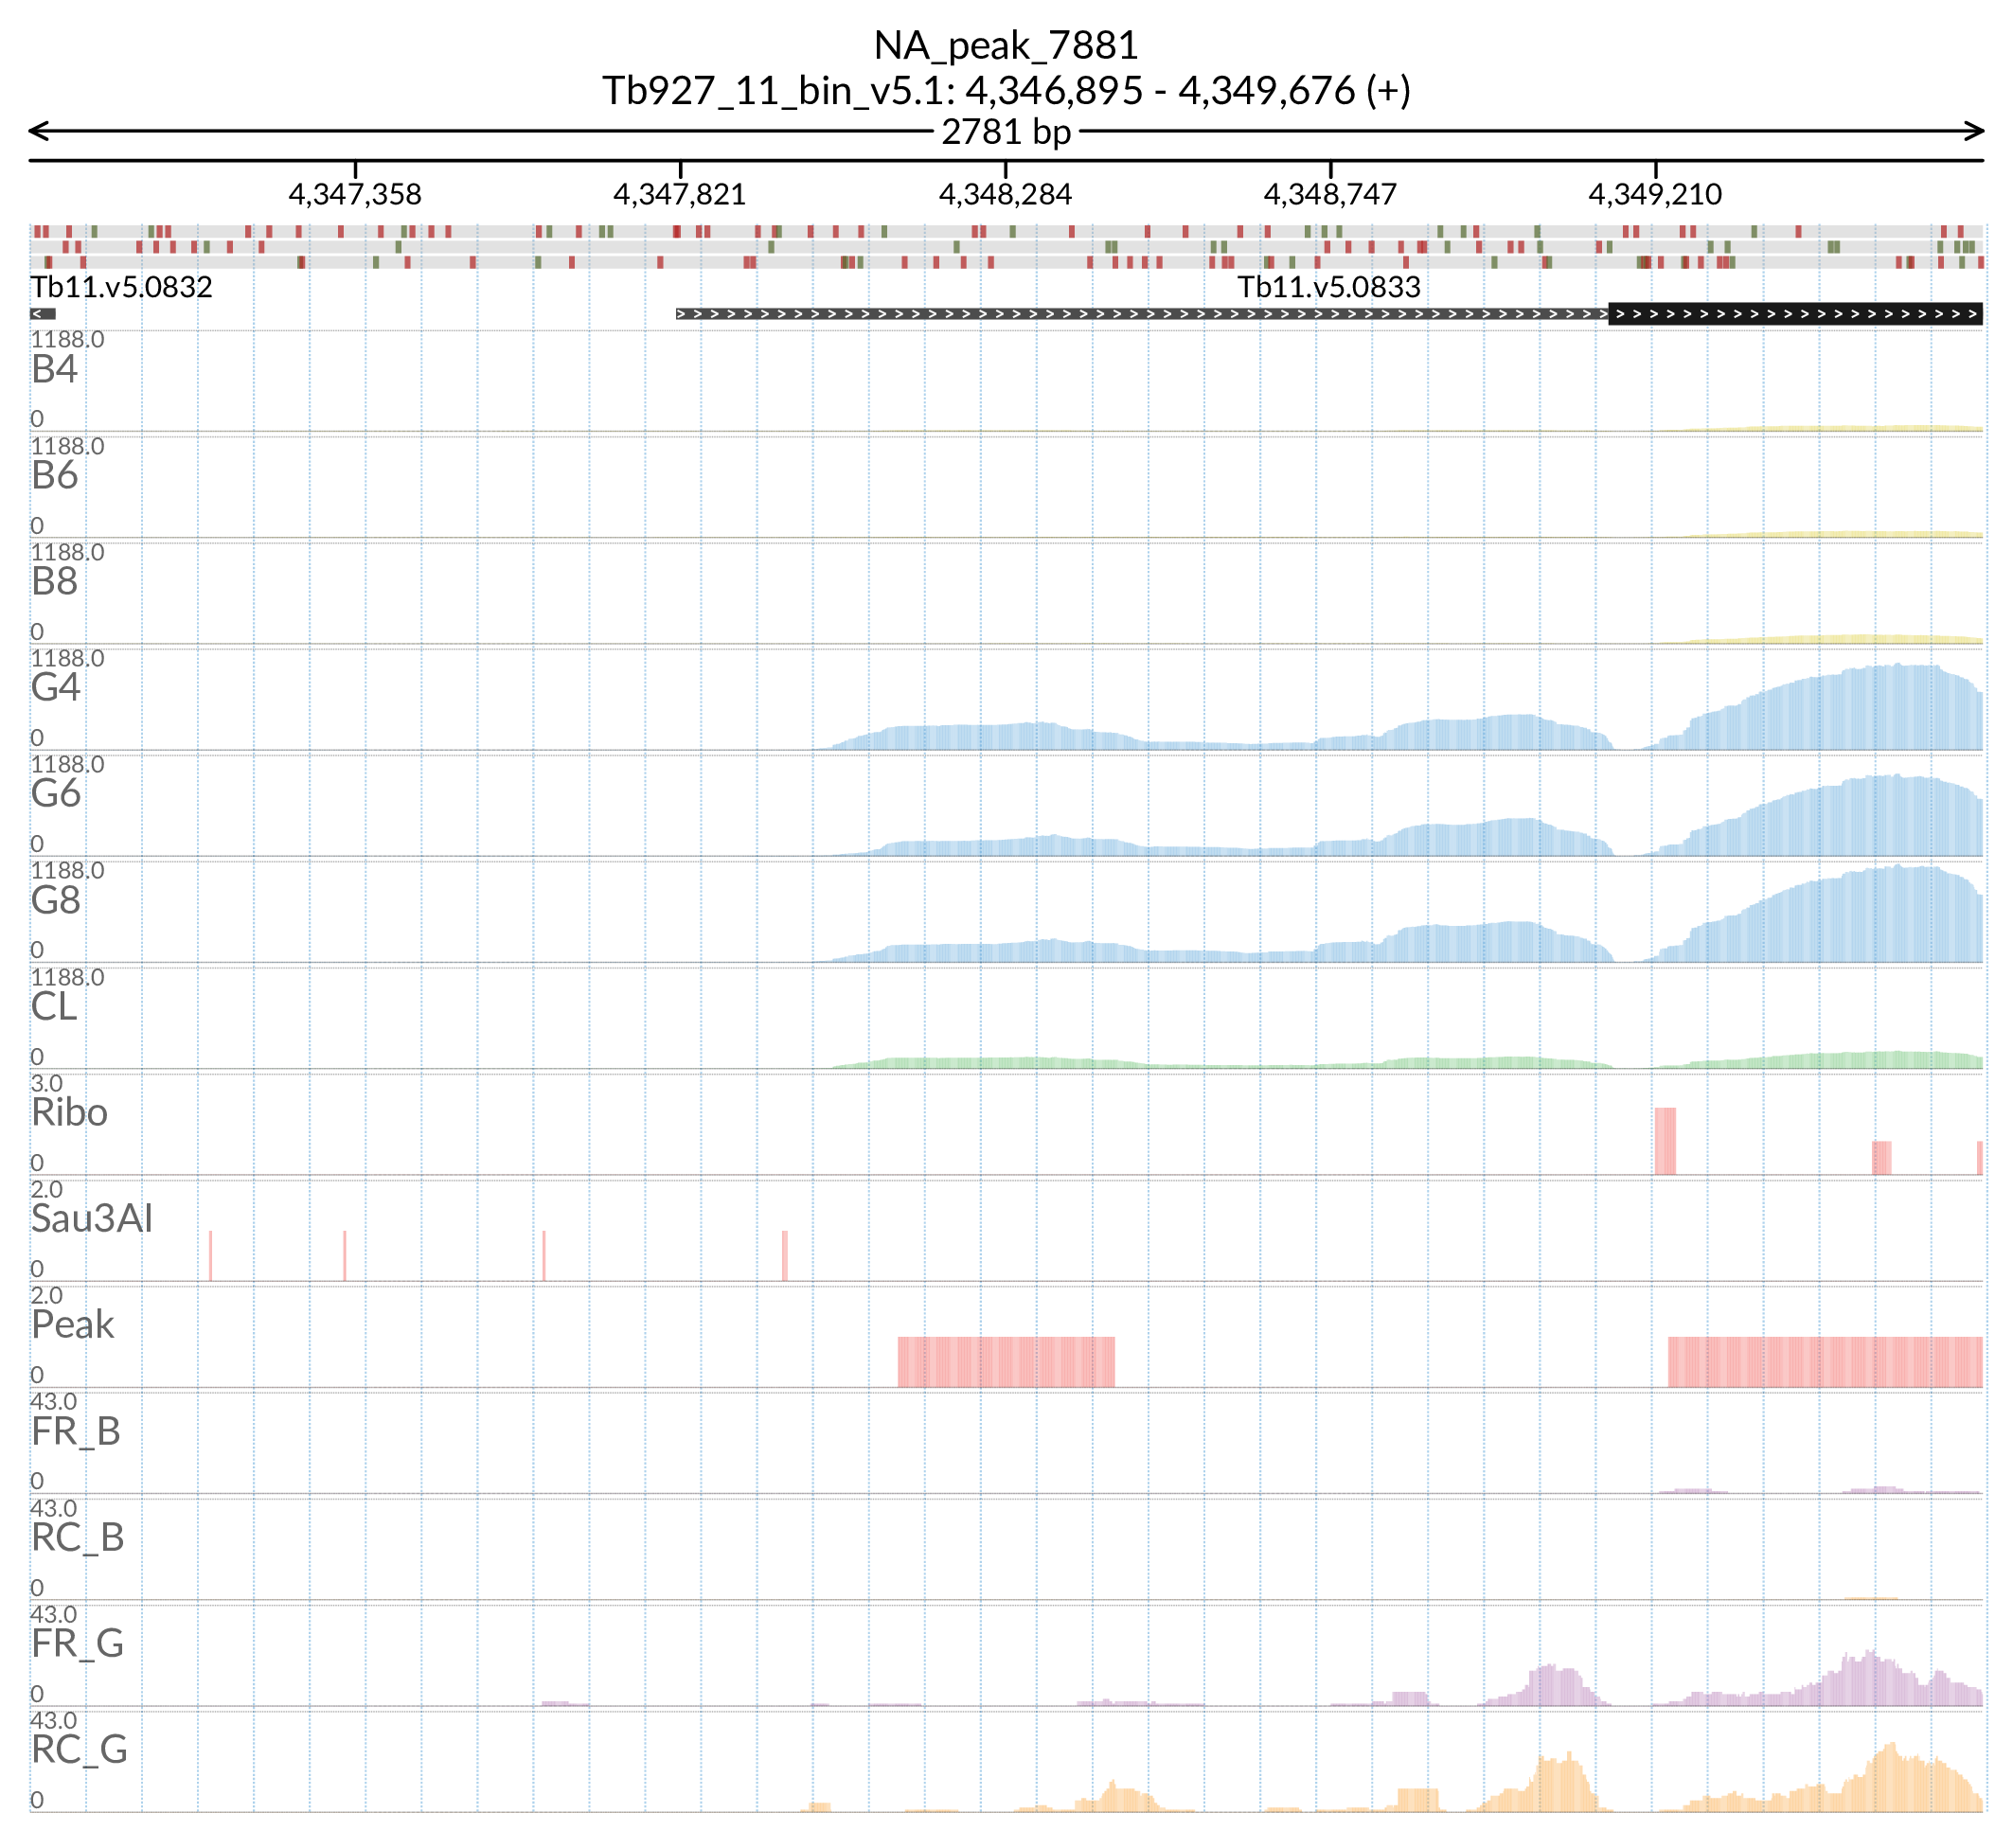 NA_peak_7881
Tb927_11_bin_v5.1: 4,346,895 - 4,349,676 (+)
2781 bp
4,347,358 4,347,821 4,348,284 4,348,747 4,349,210
Tb11.v5.0832 Tb11.v5.0833
1188.0
B4
0
1188.0
B6
0
1188.0
B8
0
1188.0
G4
0
1188.0
G6
0
1188.0
G8
0
1188.0
CL
0
3.0
Ribo
0
2.0
Sau3AI
0
2.0
Peak
0
43.0
FR_B
0
43.0
RC_B
0
43.0
FR_G
0
43.0
RC_G
0